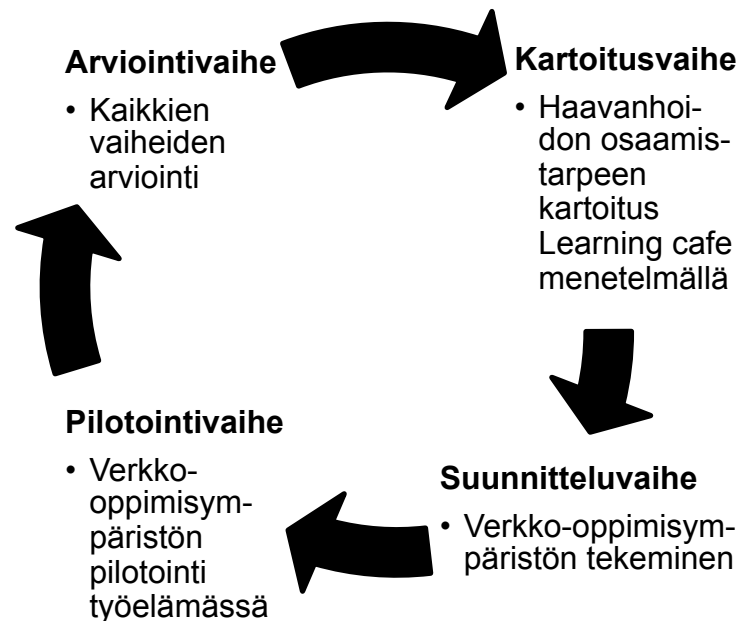 Arviointivaihe
• Kaikkien
vaiheiden
arviointi
Kartoitusvaihe
• Haavanhoi-
don osaamis-
tarpeen
kartoitus
Learning cafe
menetelmällä
Suunnitteluvaihe
• Verkko-oppimisym-
päristön tekeminen
Pilotointivaihe
• Verkko-
oppimisym-
päristön
pilotointi
työelämässä